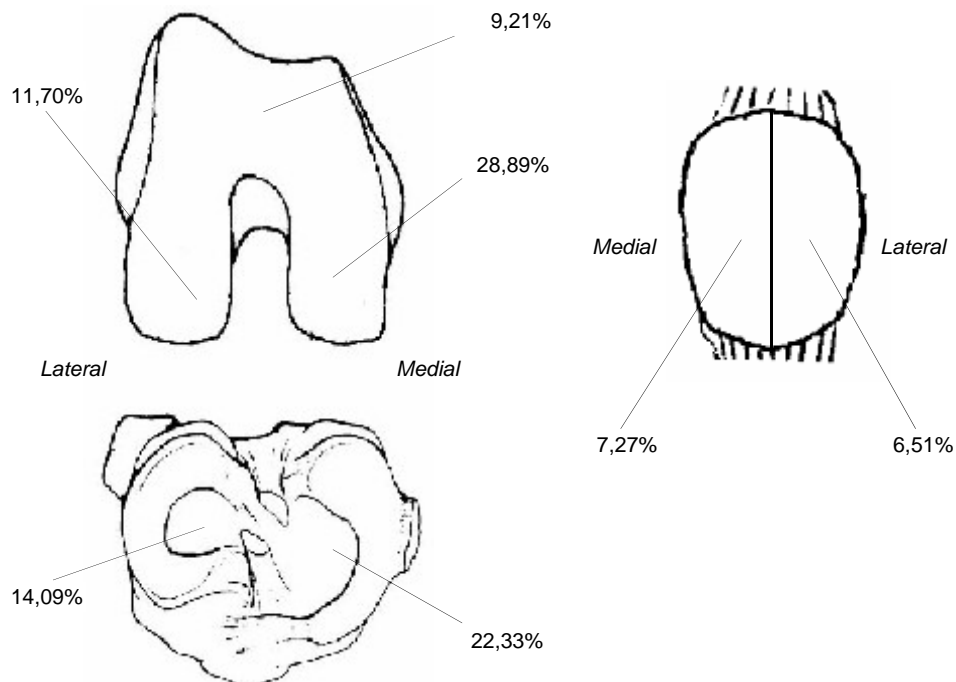 9,21%
11,70%
28,89%
Medial
Lateral
Lateral
Medial
7,27%
6,51%
14,09%
22,33%